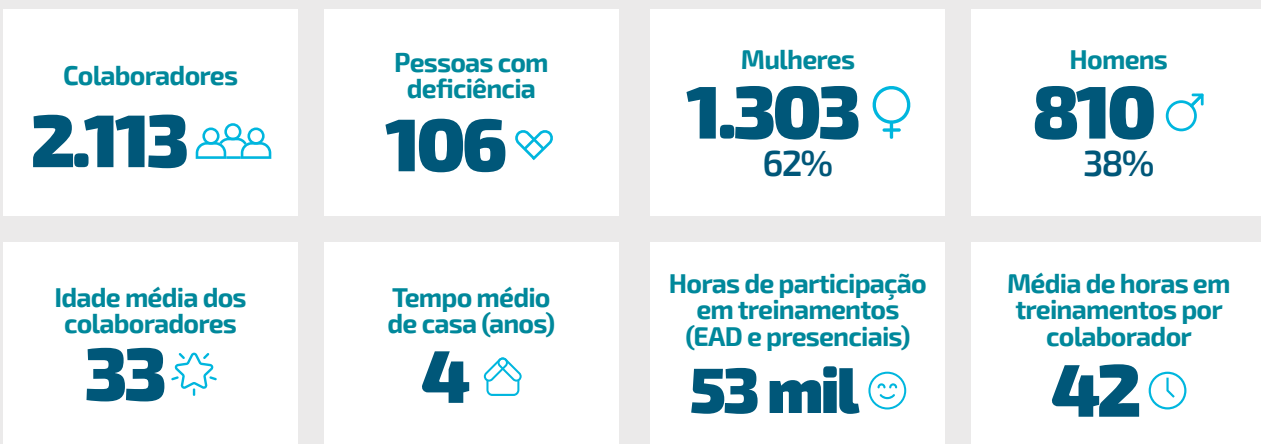 Colaboradores
2.113
Pessoas com
deficiência
106
Mulheres
1.303
62%
Homens
810
38%
Idade média dos
colaboradores
33
Tempo médio
de casa (anos)
4
Horas de participação
em treinamentos
(EAD e presenciais)
53 mil
Média de horas em
treinamentos por
colaborador
42